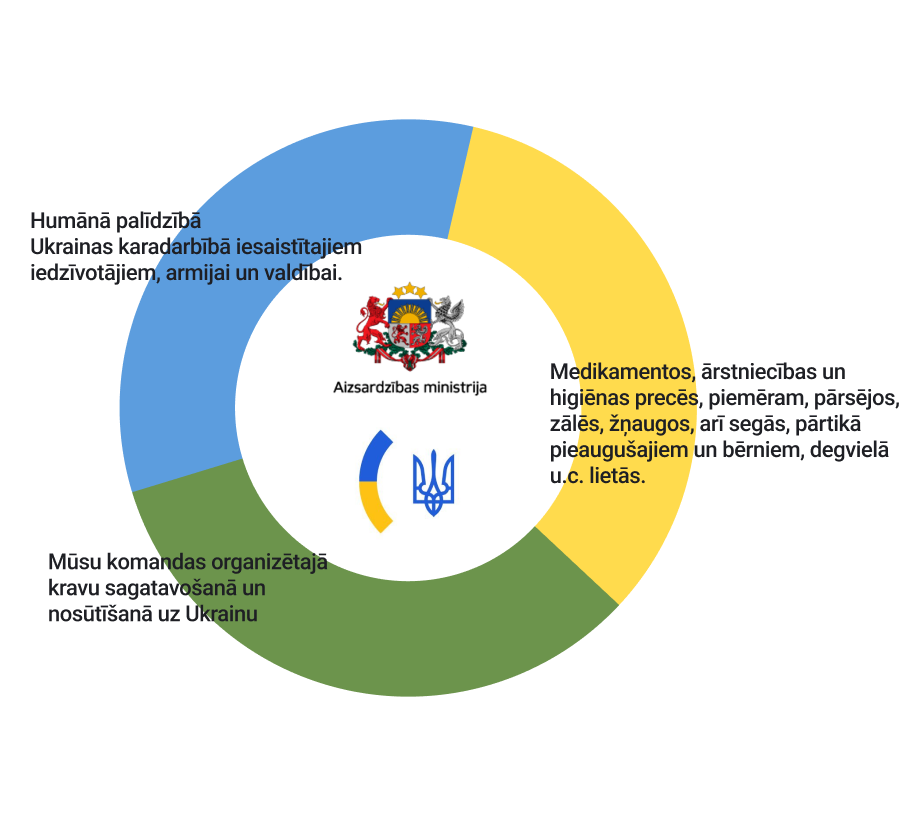 Humānā palīdzībā
Ukrainas karadarbībā iesaistītajiem
iedzīvotājiem, armijai un valdībai.
Aizsardzības ministrija
Medikamentos, ārstniecības un
higiēnas precēs, piemēram, pārsējos,
zālēs, žņaugos, arī segās, pārtikā
pieaugušajiem un bērniem, degvielā
u.c. lietās.
Mūsu komandas organizētajā
kravu sagatavošanā un
nosūtīšanā uz Ukrainu